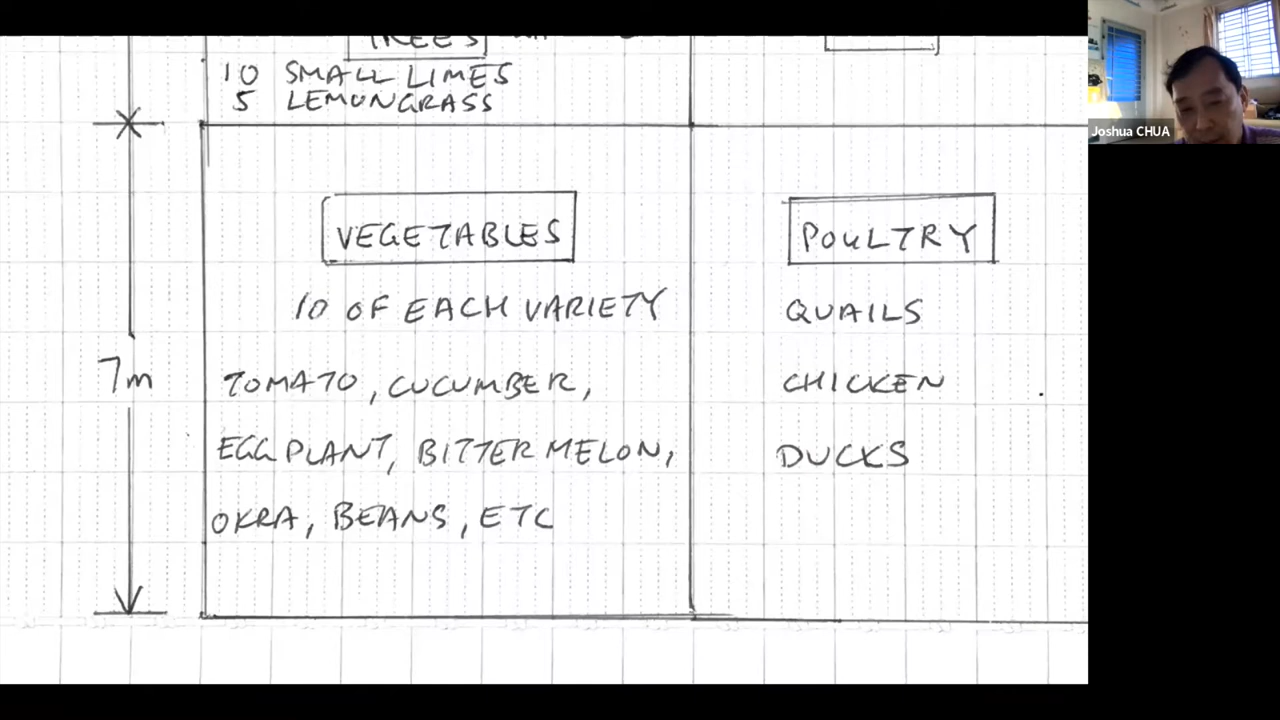 TREES
10 SMALL LIMES
5 LEMONGRASS
Joshua CHUA
VEGETABLES
POULTRY
10 OF EACH VARIETY
QUAILS
7m
TOMATO, CUCUMBER,
CHICKEN
EGGPLANT, BITTER MELON,
DUCKS
OKRA, BEANS, ETC